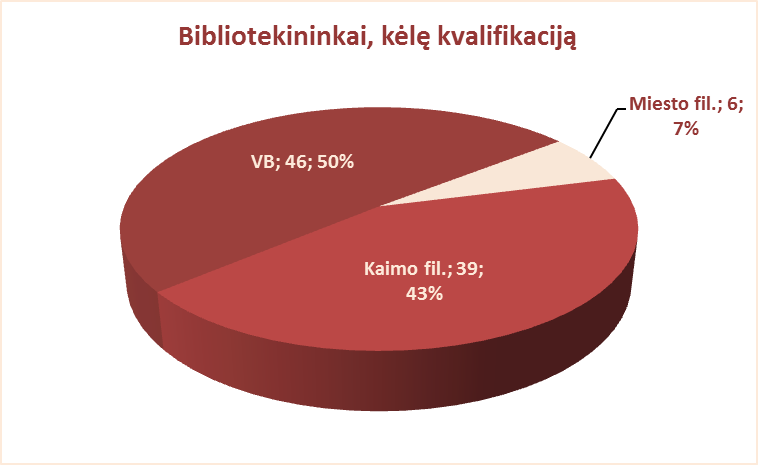 Bibliotekininkai, kėlę kvalifikaciją
Miesto fil.; 6;
7%
VB; 46; 50%
Kaimo fil.; 39;
43%